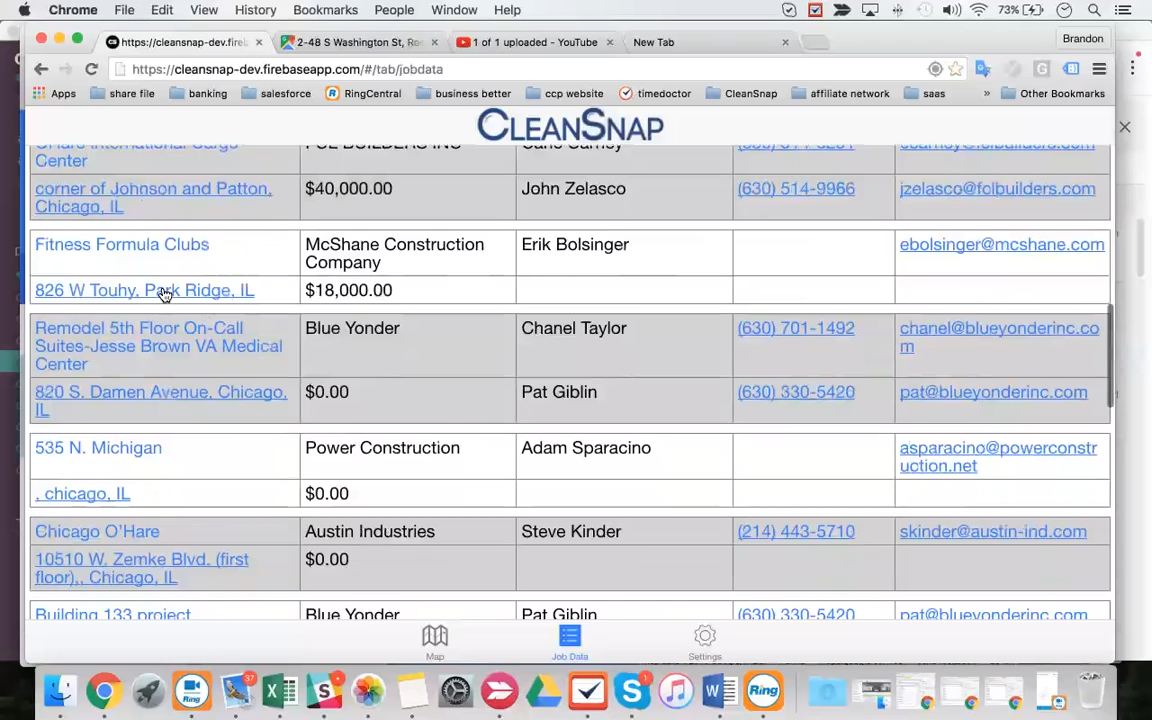 Chrome File Edit View History Bookmarks People Window Help 73%
https://cleansnap-dev.fireb 2-48 S Washington St, Ro 1 of 1 uploaded - YouTube New Tab Brandon
https://cleansnap-dev.firebaseapp.com/#/tab/jobdata
Apps share file banking salesforce RingCentral business better ccp website timedoctor CleanSnap affiliate network saas » Other Bookmarks
CLEANSNAP
Center
corner of Johnson and Patton, $40,000.00 John Zelasco (630) 514-9966 jzelasco@fclbuilders.com
Chicago, IL
Fitness Formula Clubs McShane Construction Erik Bolsinger ebolsinger@mcshane.com
Company
826 W Touhy, Park Ridge, IL $18,000.00
Remodel 5th Floor On-Call Blue Yonder Chanel Taylor (630) 701-1492 chanel@blueyonderinc.co
Suites-Jesse Brown VA Medical m
Center
820 S. Damen Avenue, Chicago, $0.00 Pat Giblin (630) 330-5420 pat@blueyonderinc.com
IL
535 N. Michigan Power Construction Adam Sparacino asparacino@powerconstr
uction.net
, chicago, IL $0.00
Chicago O'Hare Austin Industries Steve Kinder (214) 443-5710 skinder@austin-ind.com
10510 W. Zemke Blvd. (first $0.00
floor),, Chicago, IL
Building 133 project Blue Yonder Pat Giblin (630) 330-5420 pat@blueyonderinc.com
Map Job Data Settings
Ring 37 1 Ring